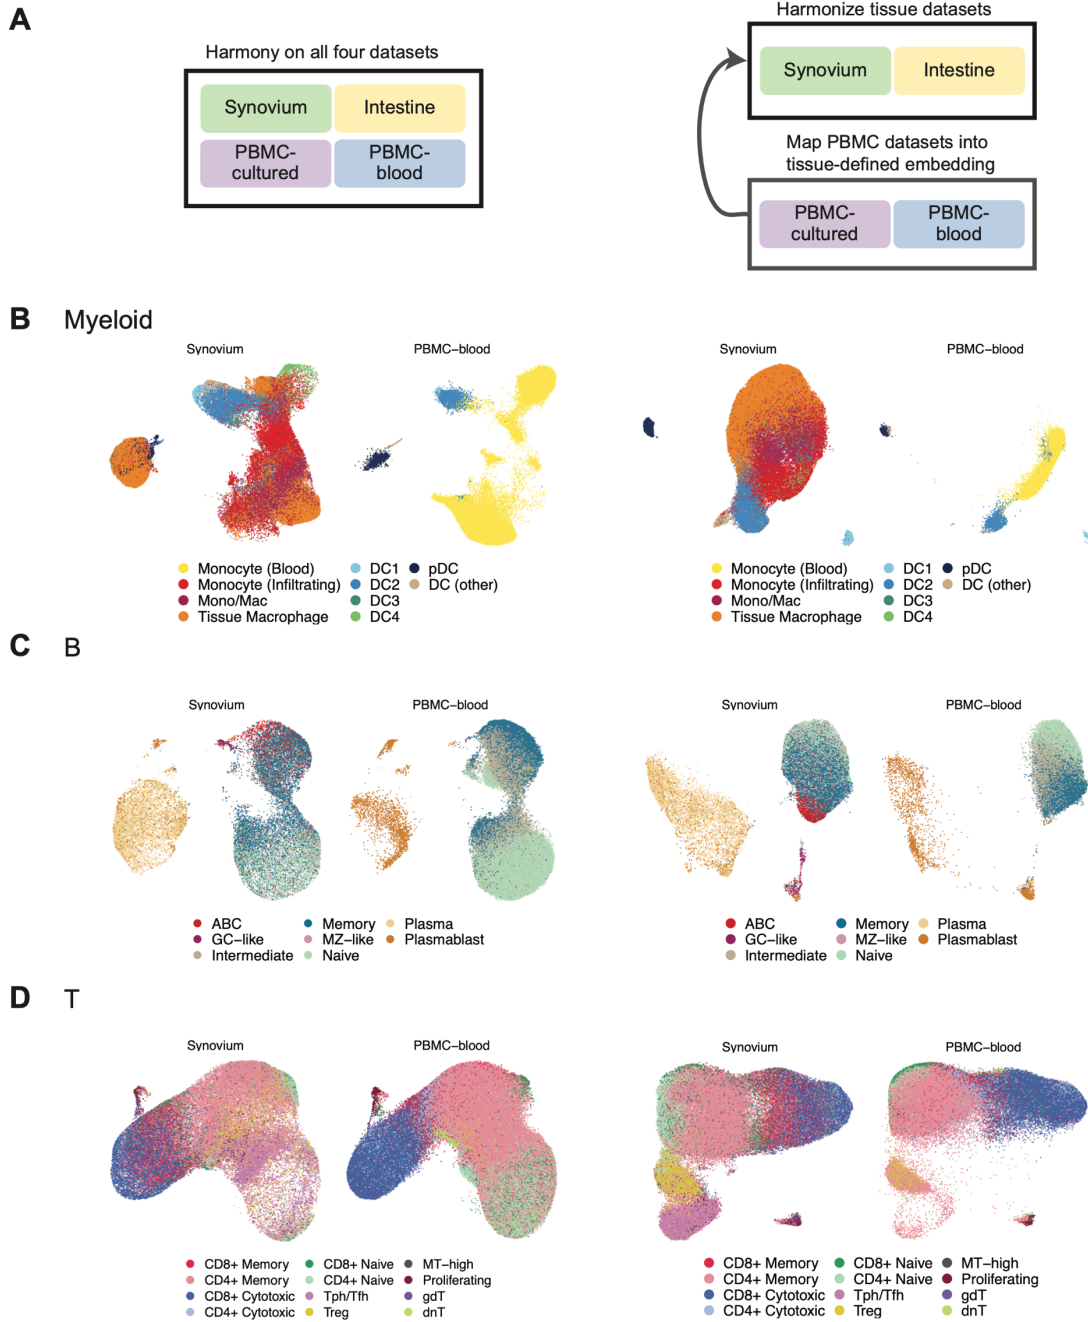 A
Harmony on all four datasets
Synovium
Intestine
PBMC-
cultured
PBMC-
blood
Harmonize tissue datasets
Synovium
Intestine
Map PBMC datasets into
tissue-defined embedding
PBMC-
cultured
PBMC-
blood
B Myeloid
Synovium
PBMC–blood
Synovium
PBMC–blood
Monocyte (Blood) DC1 pDC
Monocyte (Infiltrating) DC2 DC (other)
Mono/Mac DC3
Tissue Macrophage DC4
Monocyte (Blood) DC1 pDC
Monocyte (Infiltrating) DC2 DC (other)
Mono/Mac DC3
Tissue Macrophage DC4
C B
Synovium
PBMC–blood
Synovium
PBMC–blood
ABC Memory Plasma
GC–like MZ–like Plasmablast
Intermediate Naive
ABC Memory Plasma
GC–like MZ–like Plasmablast
Intermediate Naive
D T
Synovium
PBMC–blood
Synovium
PBMC–blood
CD8+ Memory CD8+ Naive MT–high
CD4+ Memory CD4+ Naive Proliferating
CD8+ Cytotoxic Tph/Tfh gdT
CD4+ Cytotoxic Treg dnT
CD8+ Memory CD8+ Naive MT–high
CD4+ Memory CD4+ Naive Proliferating
CD8+ Cytotoxic Tph/Tfh gdT
CD4+ Cytotoxic Treg dnT